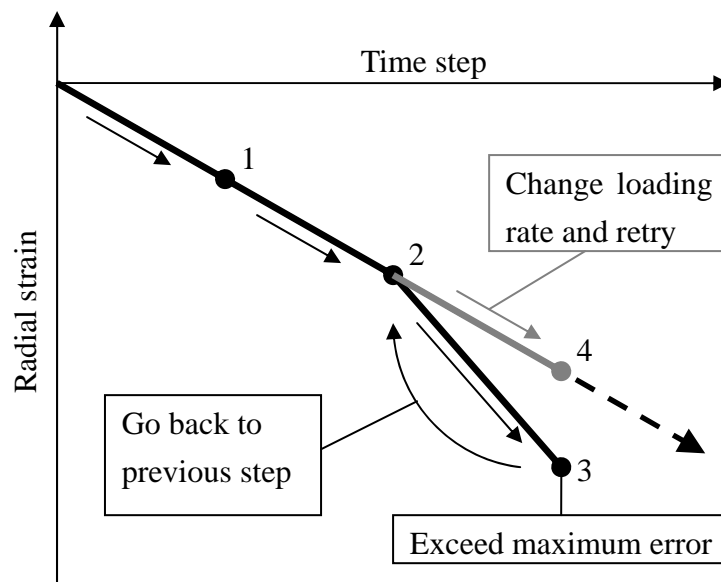 Time step
1
Change loading
rate and retry
2
Radial strain
4
Go back to
previous step
3
Exceed maximum error